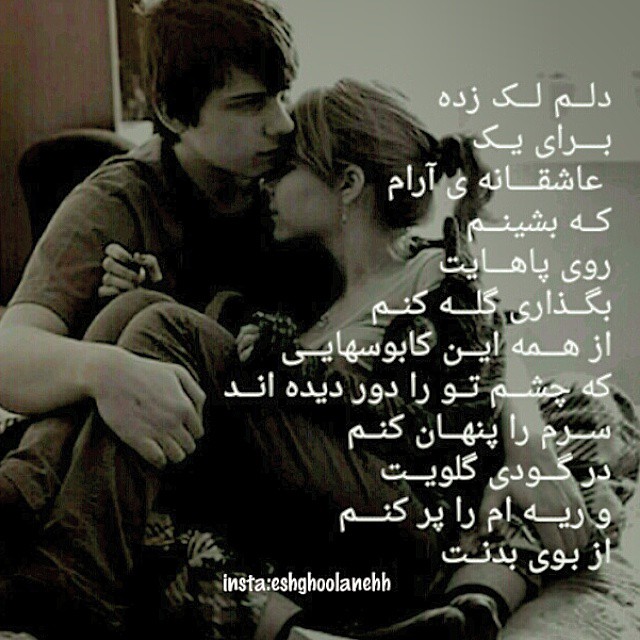 دلم لک زده
برای یک
عاشقانه ی آرام
که بشینم
روی پاهایت
بگذاری گله کنم
از همه این کابوسهایی
که چشم تو را دور دیده اند
سرم را پنهان کنم
در گودی گلویت
و ریه ام را پر کنم
از بوی بدنت
insta:eshghoolanehh